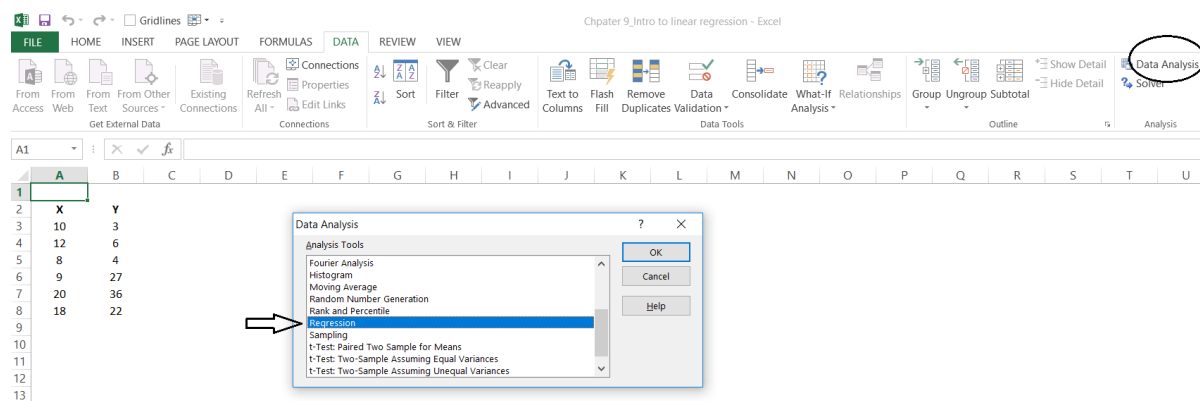 Gridlines
Chpater 9_Intro to linear regression - Excel
FILE HOME INSERT PAGE LAYOUT FORMULAS DATA REVIEW VIEW
From Access
From Web
From Text
From Other Sources
Existing Connections
Get External Data
Refresh All
Connections
Properties
Edit Links
Connections
Sort
Filter
Clear
Reapply
Advanced
Sort & Filter
Text to Columns
Flash Fill
Remove Duplicates
Data Validation
Consolidate
What-If Analysis
Relationships
Data Tools
Group
Ungroup
Subtotal
Show Detail
Hide Detail
Outline
Data Analysis
Solver
Analysis
A1 fx
A B C D E F G H I J K L M N O P Q R S T U
1
2 X Y
3 10 3
4 12 6
5 8 4
6 9 27
7 20 36
8 18 22
9
10
11
12
13
Data Analysis ?
Analysis Tools
Fourier Analysis
Histogram
Moving Average
Random Number Generation
Rank and Percentile
Regression
Sampling
t-Test: Paired Two Sample for Means
t-Test: Two-Sample Assuming Equal Variances
t-Test: Two-Sample Assuming Unequal Variances
OK
Cancel
Help